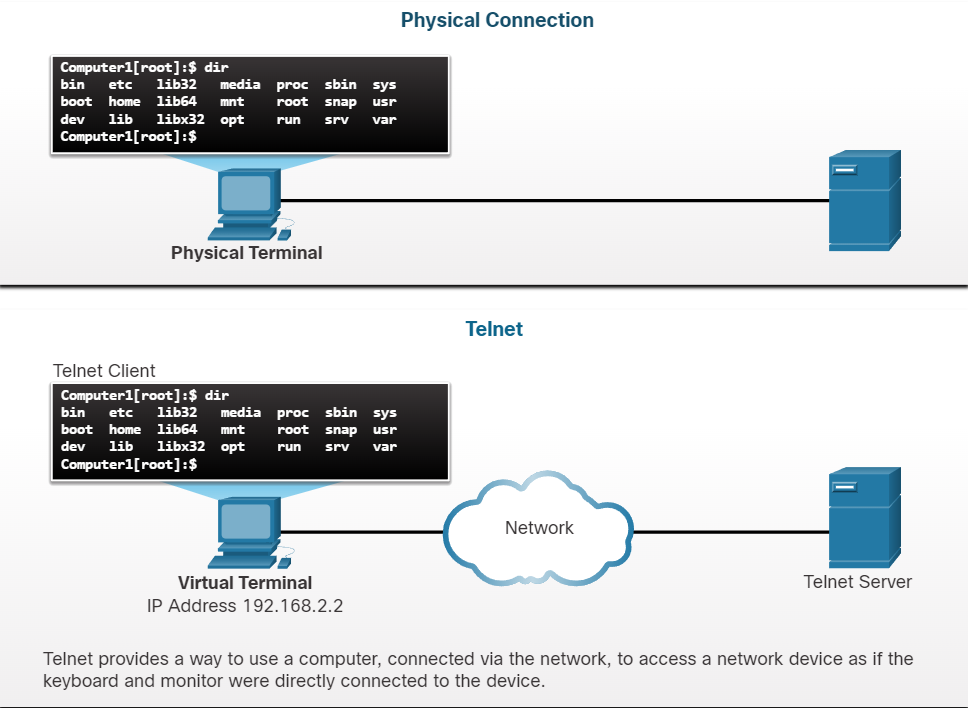 Physical Connection
Computer1[root]:$ dir
bin etc lib32 media proc sbin sys
boot home lib64 mnt root snap usr
dev lib libx32 opt run srv var
Computer1[root]:$
Physical Terminal
Telnet
Telnet Client
Computer1[root]:$ dir
bin etc lib32 media proc sbin sys
boot home lib64 mnt root snap usr
dev lib libx32 opt run srv var
Computer1[root]:$
Network
Virtual Terminal
IP Address 192.168.2.2
Telnet Server
Telnet provides a way to use a computer, connected via the network, to access a network device as if the
keyboard and monitor were directly connected to the device.